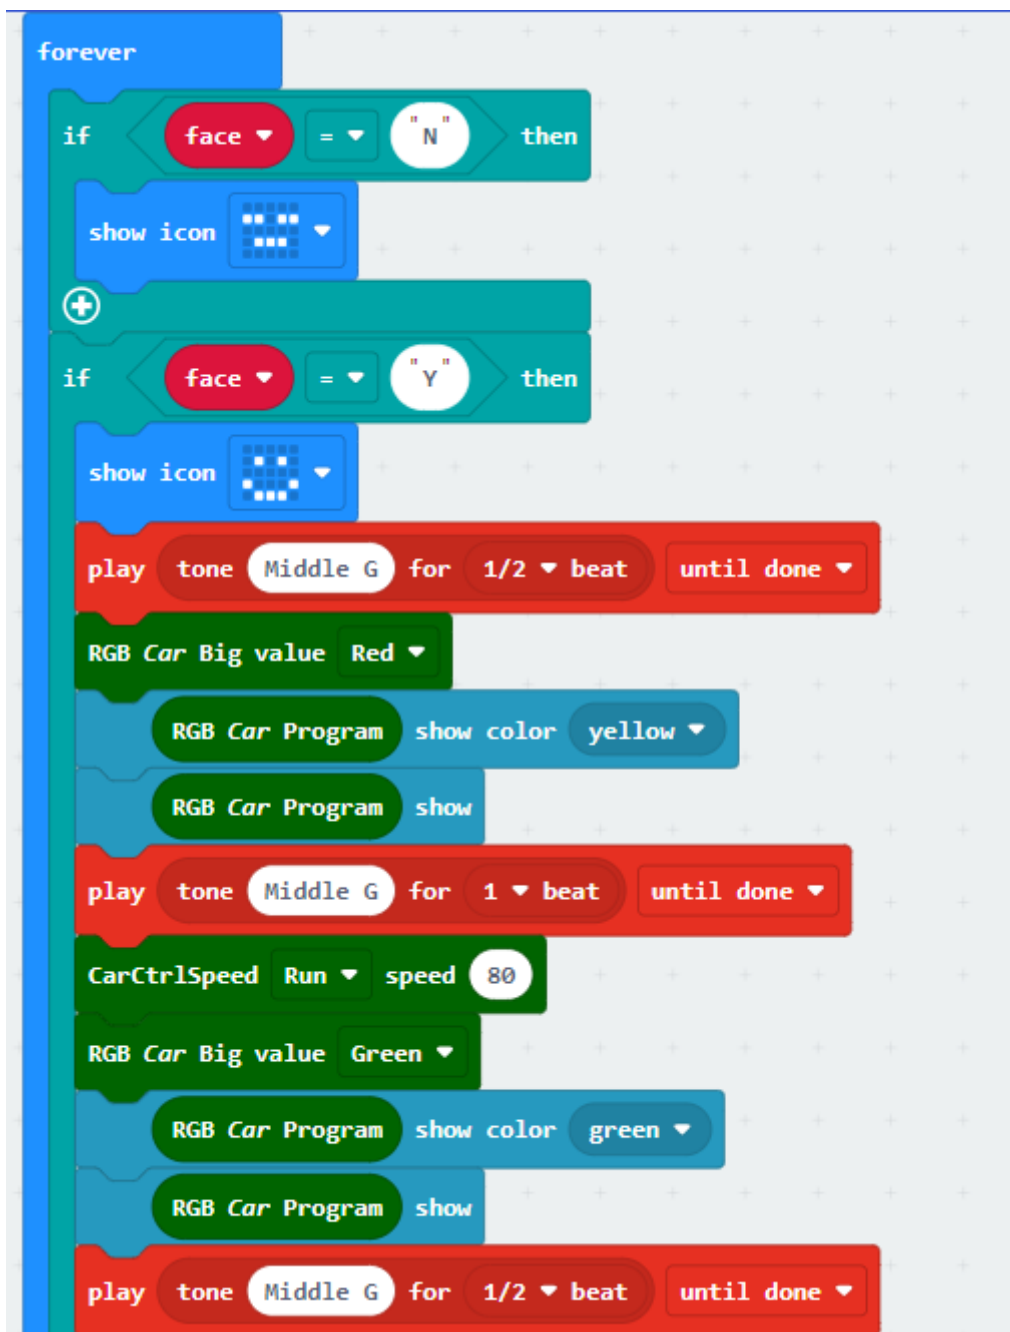 forever
if face = "N" then
show icon
if face = "Y" then
show icon
play tone Middle G for 1/2 beat until done
RGB Car Big value Red
RGB Car Program show color yellow
RGB Car Program show
play tone Middle G for 1 beat until done
CarCtrlSpeed Run speed 80
RGB Car Big value Green
RGB Car Program show color green
RGB Car Program show
play tone Middle G for 1/2 beat until done